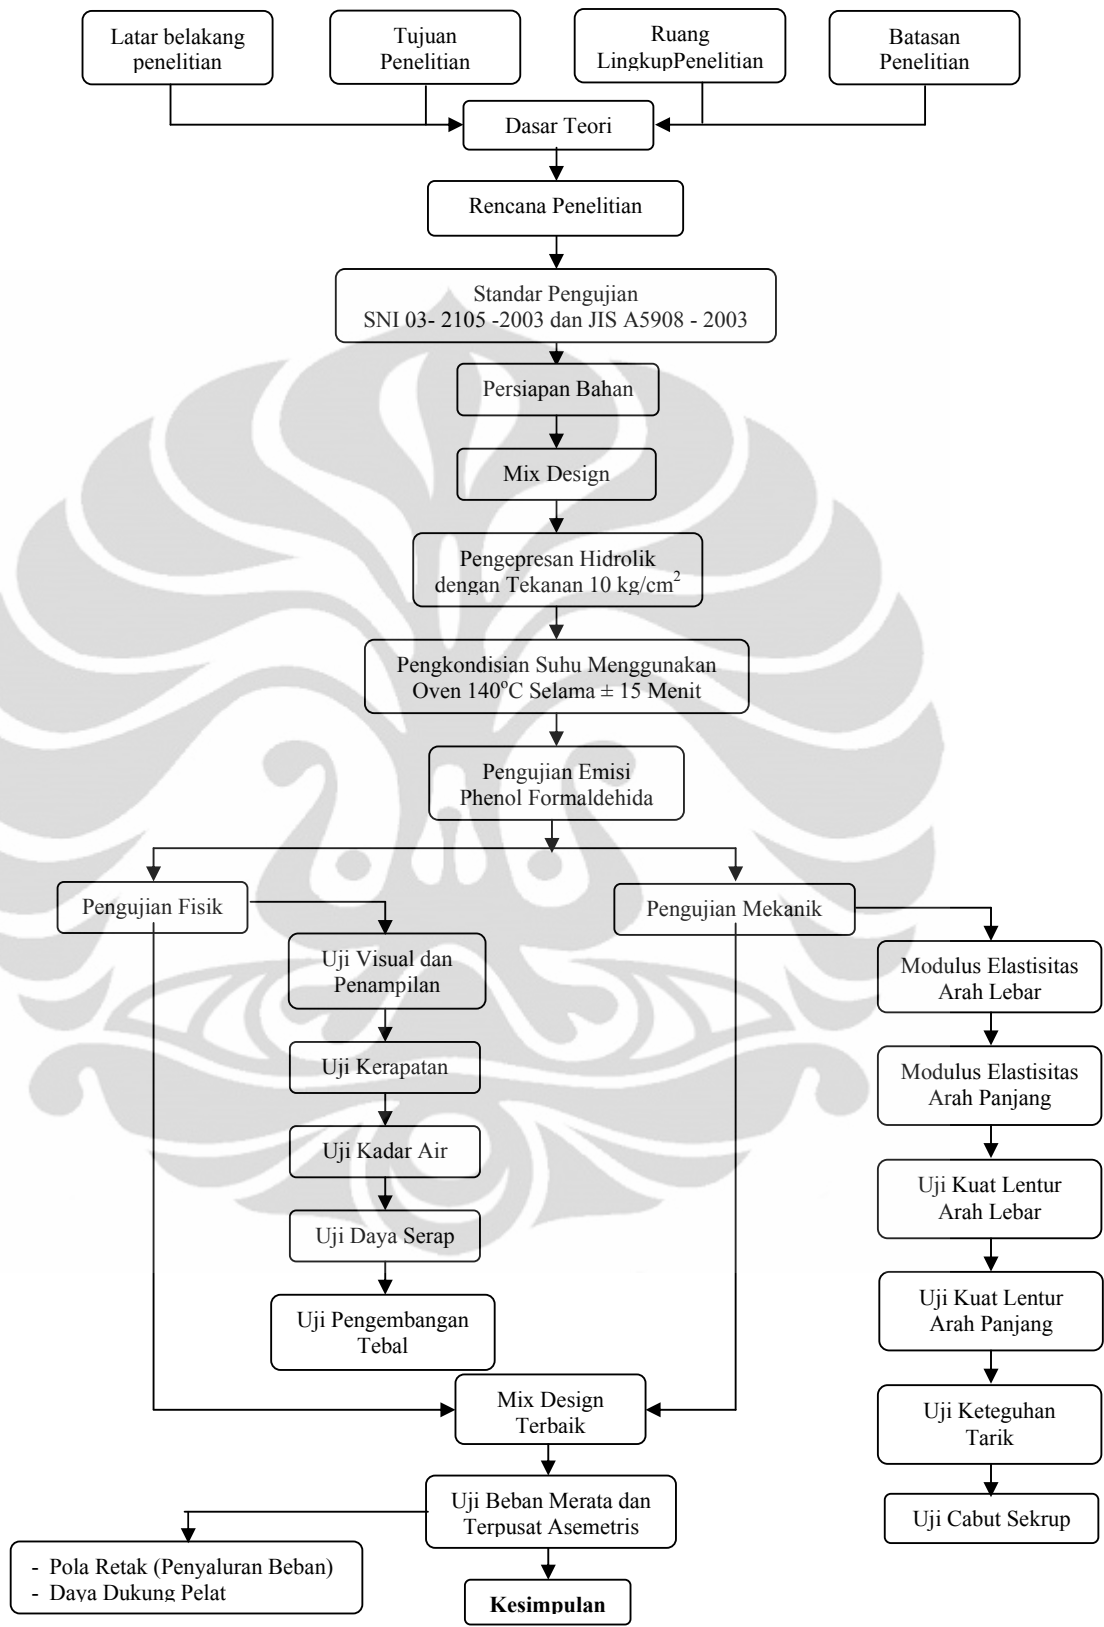 Latar belakang
penelitian
Tujuan
Penelitian
Ruang
LingkupPenelitian
Batasan
Penelitian
Dasar Teori
Rencana Penelitian
Standar Pengujian
SNI 03- 2105 -2003 dan JIS A5908 - 2003
Persiapan Bahan
Mix Design
Pengepresan Hidrolik
dengan Tekanan 10 kg/cm²
Pengkondisian Suhu Menggunakan
Oven 140°C Selama ± 15 Menit
Pengujian Emisi
Phenol Formaldehida
Pengujian Fisik
Uji Visual dan
Penampilan
Uji Kerapatan
Uji Kadar Air
Uji Daya Serap
Uji Pengembangan
Tebal
Pengujian Mekanik
Modulus Elastisitas
Arah Lebar
Modulus Elastisitas
Arah Panjang
Uji Kuat Lentur
Arah Lebar
Uji Kuat Lentur
Arah Panjang
Uji Keteguhan
Tarik
Uji Cabut Sekrup
Mix Design
Terbaik
Uji Beban Merata dan
Terpusat Asemetris
- Pola Retak (Penyaluran Beban)
- Daya Dukung Pelat
Kesimpulan